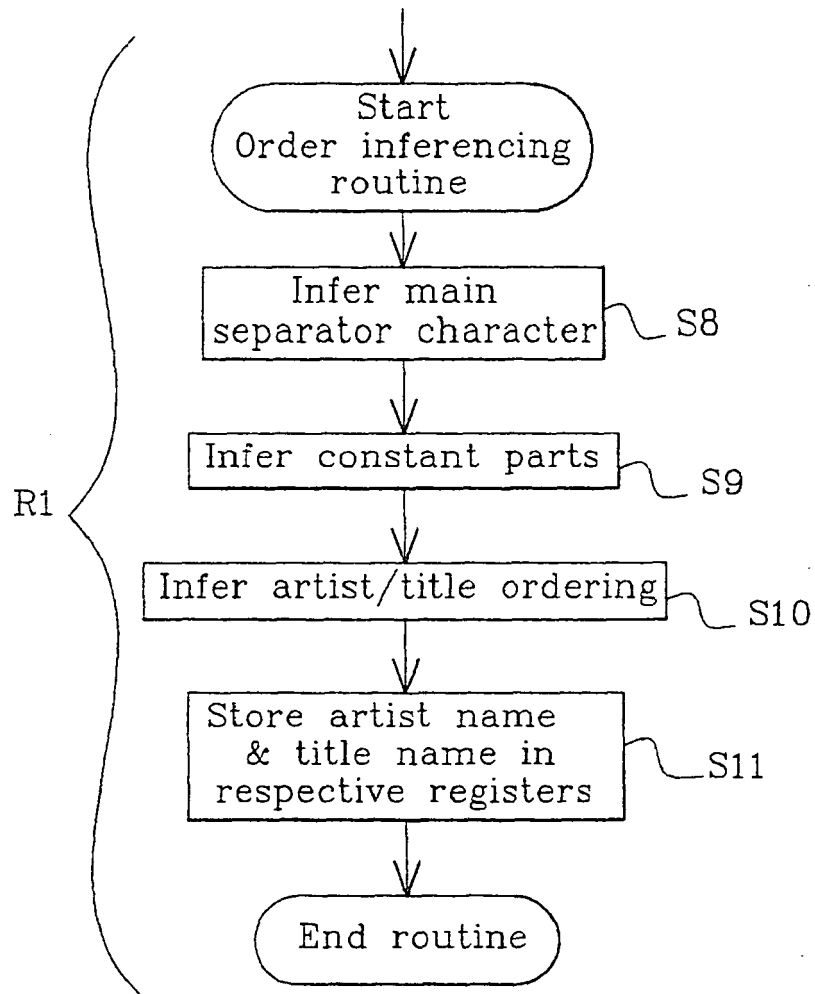 Start
Order inferencing
routine
Infer main
separator character
S8
Infer constant parts
S9
R1
Infer artist/title ordering
S10
Store artist name
& title name in
respective registers
S11
End routine